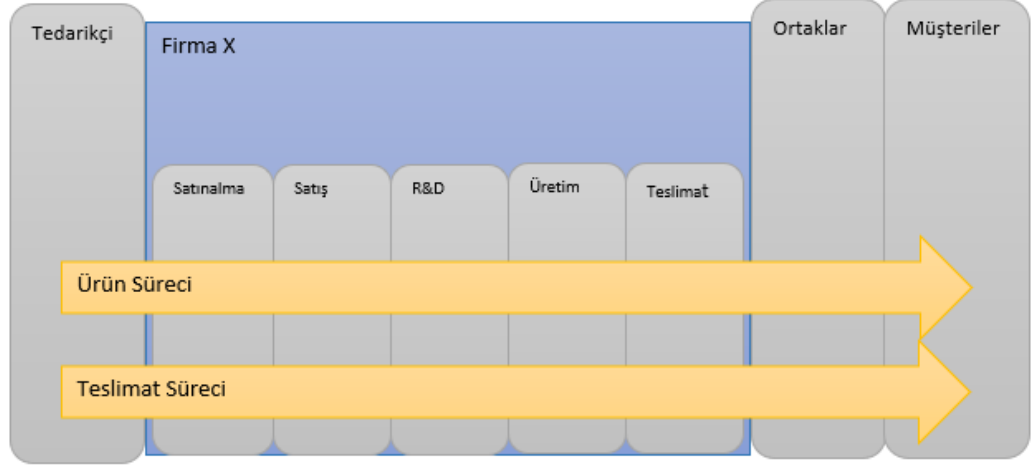 Tedarikçi
Firma X
Ortaklar
Müşteriler
Satınalma
Satış
R&D
Üretim
Teslimat
Ürün Süreci
Teslimat Süreci